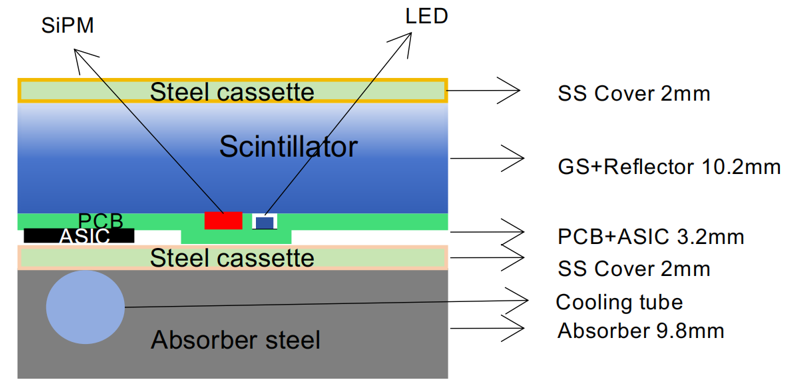 SiPM
LED
Steel cassette
SS Cover 2mm
Scintillator
GS+Reflector 10.2mm
PCB
ASIC
PCB+ASIC 3.2mm
Steel cassette
SS Cover 2mm
Cooling tube
Absorber steel
Absorber 9.8mm